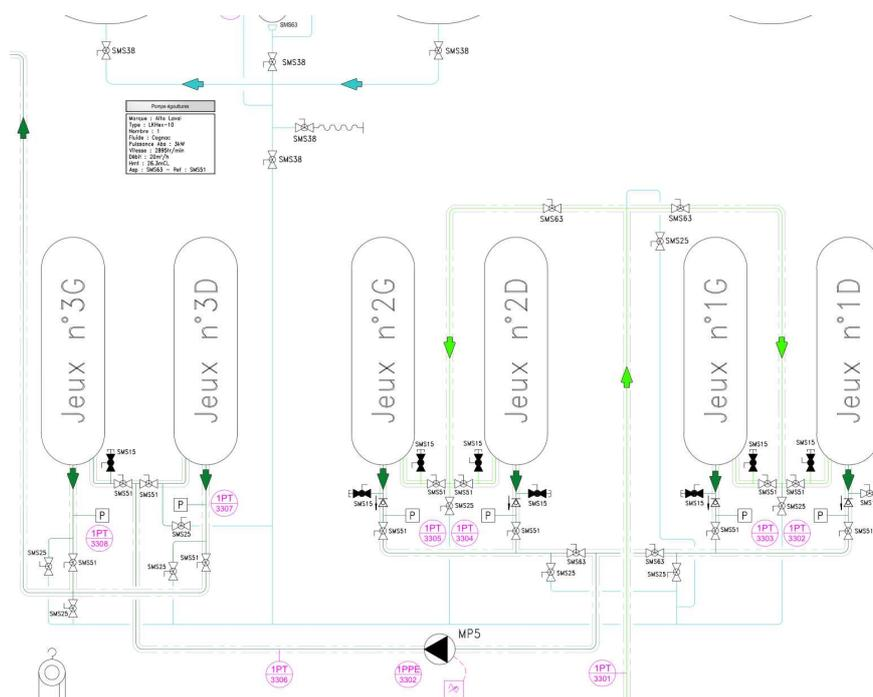 SMS63
SMS38
SMS38
SMS38
Pompe égouttures
Marque : Alfa Laval
Type : LKHex-10
Nombre : 1
Fluide : Cognac
Puissance Abs : 3kW
Vitesse : 2895tr/min
Débit : 20m³/h
Hmt : 26.3mCL
Asp : SMS63 - Ref : SMS51
SMS38
SMS38
SMS63
SMS63
SMS25
Jeux n°3G
Jeux n°3D
Jeux n°2G
Jeux n°2D
Jeux n°1G
Jeux n°1D
SMS15
SMS15
SMS15
SMS15
SMS15
SMS51
SMS51
SMS51
SMS51
SMS51
SMS51
P
1PT
3307
SMS15
SMS15
SMS15
SMS25
SMS25
P
P
P
P
P
1PT
3308
SMS25
SMS51
1PT
3305
1PT
3304
SMS51
SMS51
1PT
3303
1PT
3302
SMS51
SMS25
SMS51
SMS25
SMS51
SMS63
SMS63
SMS25
SMS25
SMS25
MP5
1PT
3306
1PPE
3302
1PT
3301